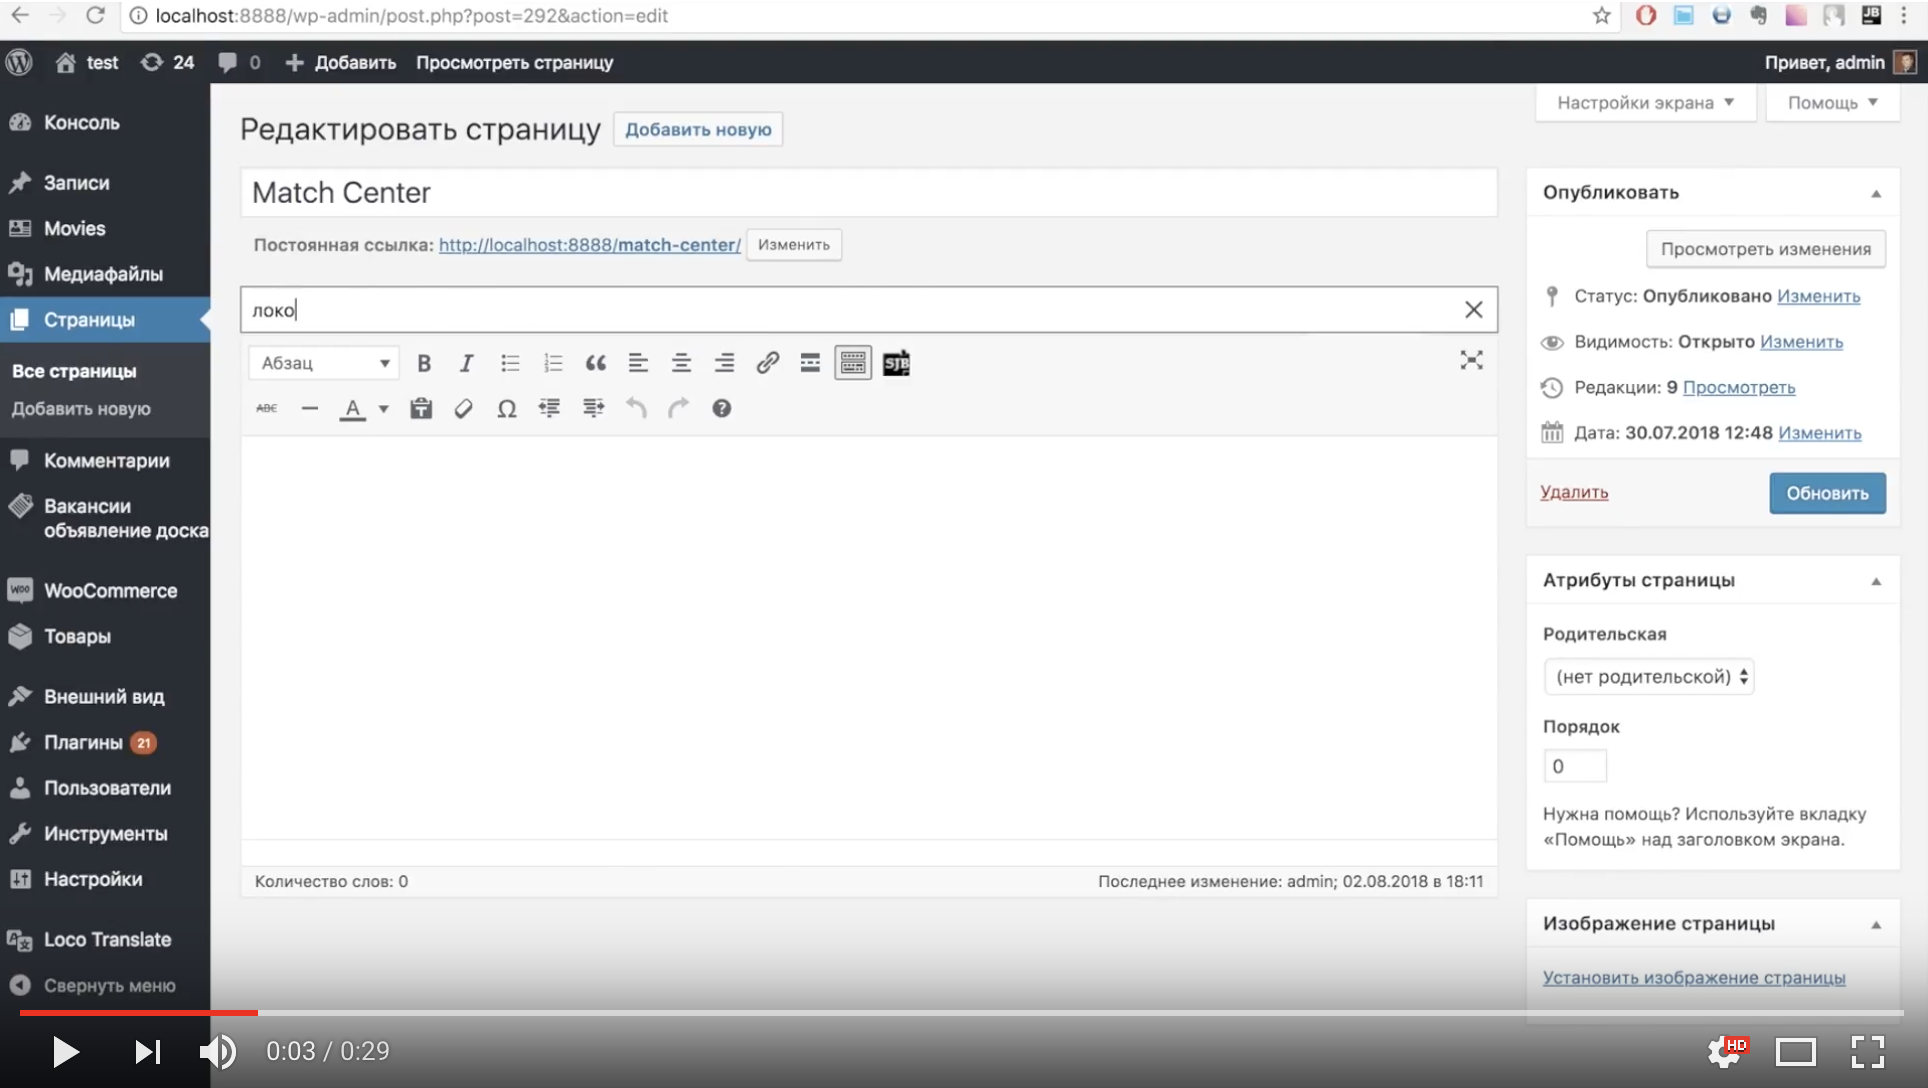 localhost:8888/wp-admin/post.php?post=292&action=edit
JB
test 24 0 Добавить Просмотреть страницу Привет, admin
Настройки экрана Помощь
Консоль
Записи
Movies
Медиафайлы
Страницы
Все страницы
Добавить новую
Комментарии
Вакансии
объявление доска
WooCommerce
Товары
Внешний вид
Плагины 21
Пользователи
Инструменты
Настройки
Loco Translate
Свернуть меню
Редактировать страницу Добавить новую
Match Center
Постоянная ссылка: http://localhost:8888/match-center/ Изменить
локо
Абзац B I SJB
ABC A Ω
Количество слов: 0 Последнее изменение: admin; 02.08.2018 в 18:11
Опубликовать
Просмотреть изменения
Статус: Опубликовано Изменить
Видимость: Открыто Изменить
Редакции: 9 Просмотреть
Дата: 30.07.2018 12:48 Изменить
Удалить Обновить
Атрибуты страницы
Родительская
(нет родительской)
Порядок
0
Нужна помощь? Используйте вкладку
«Помощь» над заголовком экрана.
Изображение страницы
Установить изображение страницы
0:03 / 0:29 HD